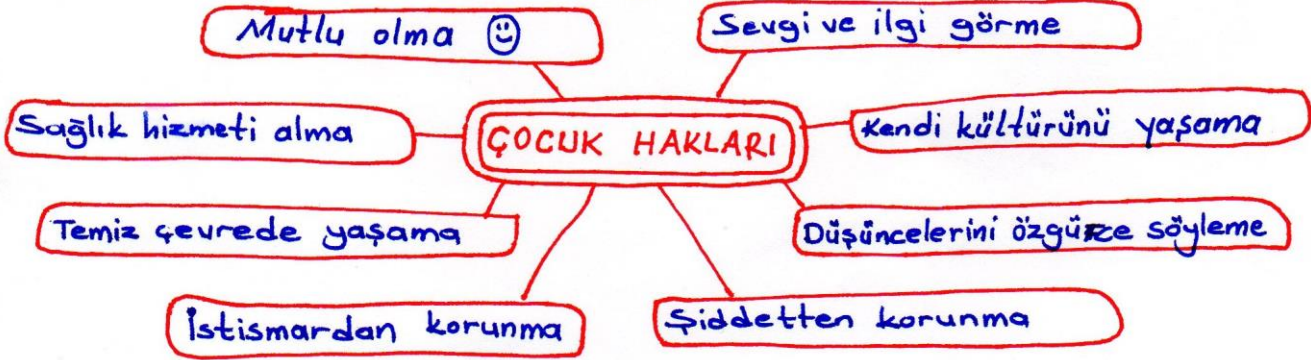 Mutlu olma
Sevgi ve ilgi görme
Sağlık hizmeti alma
ÇOCUK HAKLARI
Kendi kültürünü yaşama
Temiz çevrede yaşama
Düşüncelerini özgürce söyleme
İstismardan korunma
Şiddetten korunma